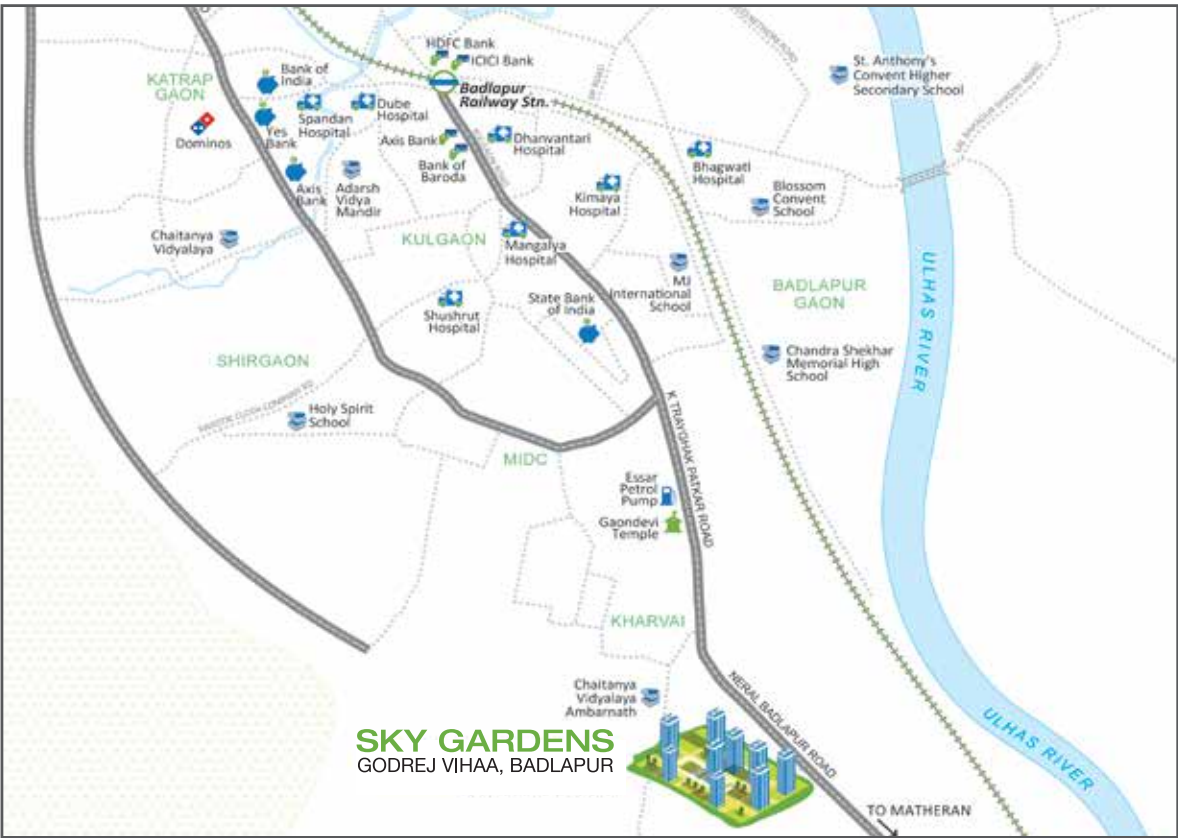 HDFC Bank
ICICI Bank
Badlapur
Railway Stn.
St. Anthony's
Convent Higher
Secondary School
KATRAP
GAON
Bank of
India
Dominos
Yes
Bank
Spandan
Hospital
Dube
Hospital
Axis Bank
Bank of
Baroda
Dhanvantari
Hospital
Bhagwati
Hospital
Axis
Bank
Adarsh
Vidya
Mandir
Kimaya
Hospital
Blossom
Convent
School
Chaitanya
Vidyalaya
KULGAON
Mangalya
Hospital
MJ
International
School
BADLAPUR
GAON
ULHAS RIVER
Shushrut
Hospital
State Bank
of India
SHIRGAON
Chandra Shekhar
Memorial High
School
Holy Spirit
School
K TRAYGHAK PATKAR ROAD
MIDC
Essar
Petrol
Pump
Gaondevi
Temple
KHARVAI
Chaitanya
Vidyalaya
Ambarnath
NERAL BADLAPUR ROAD
ULHAS RIVER
SKY GARDENS
GODREJ VIHAA, BADLAPUR
TO MATHERAN